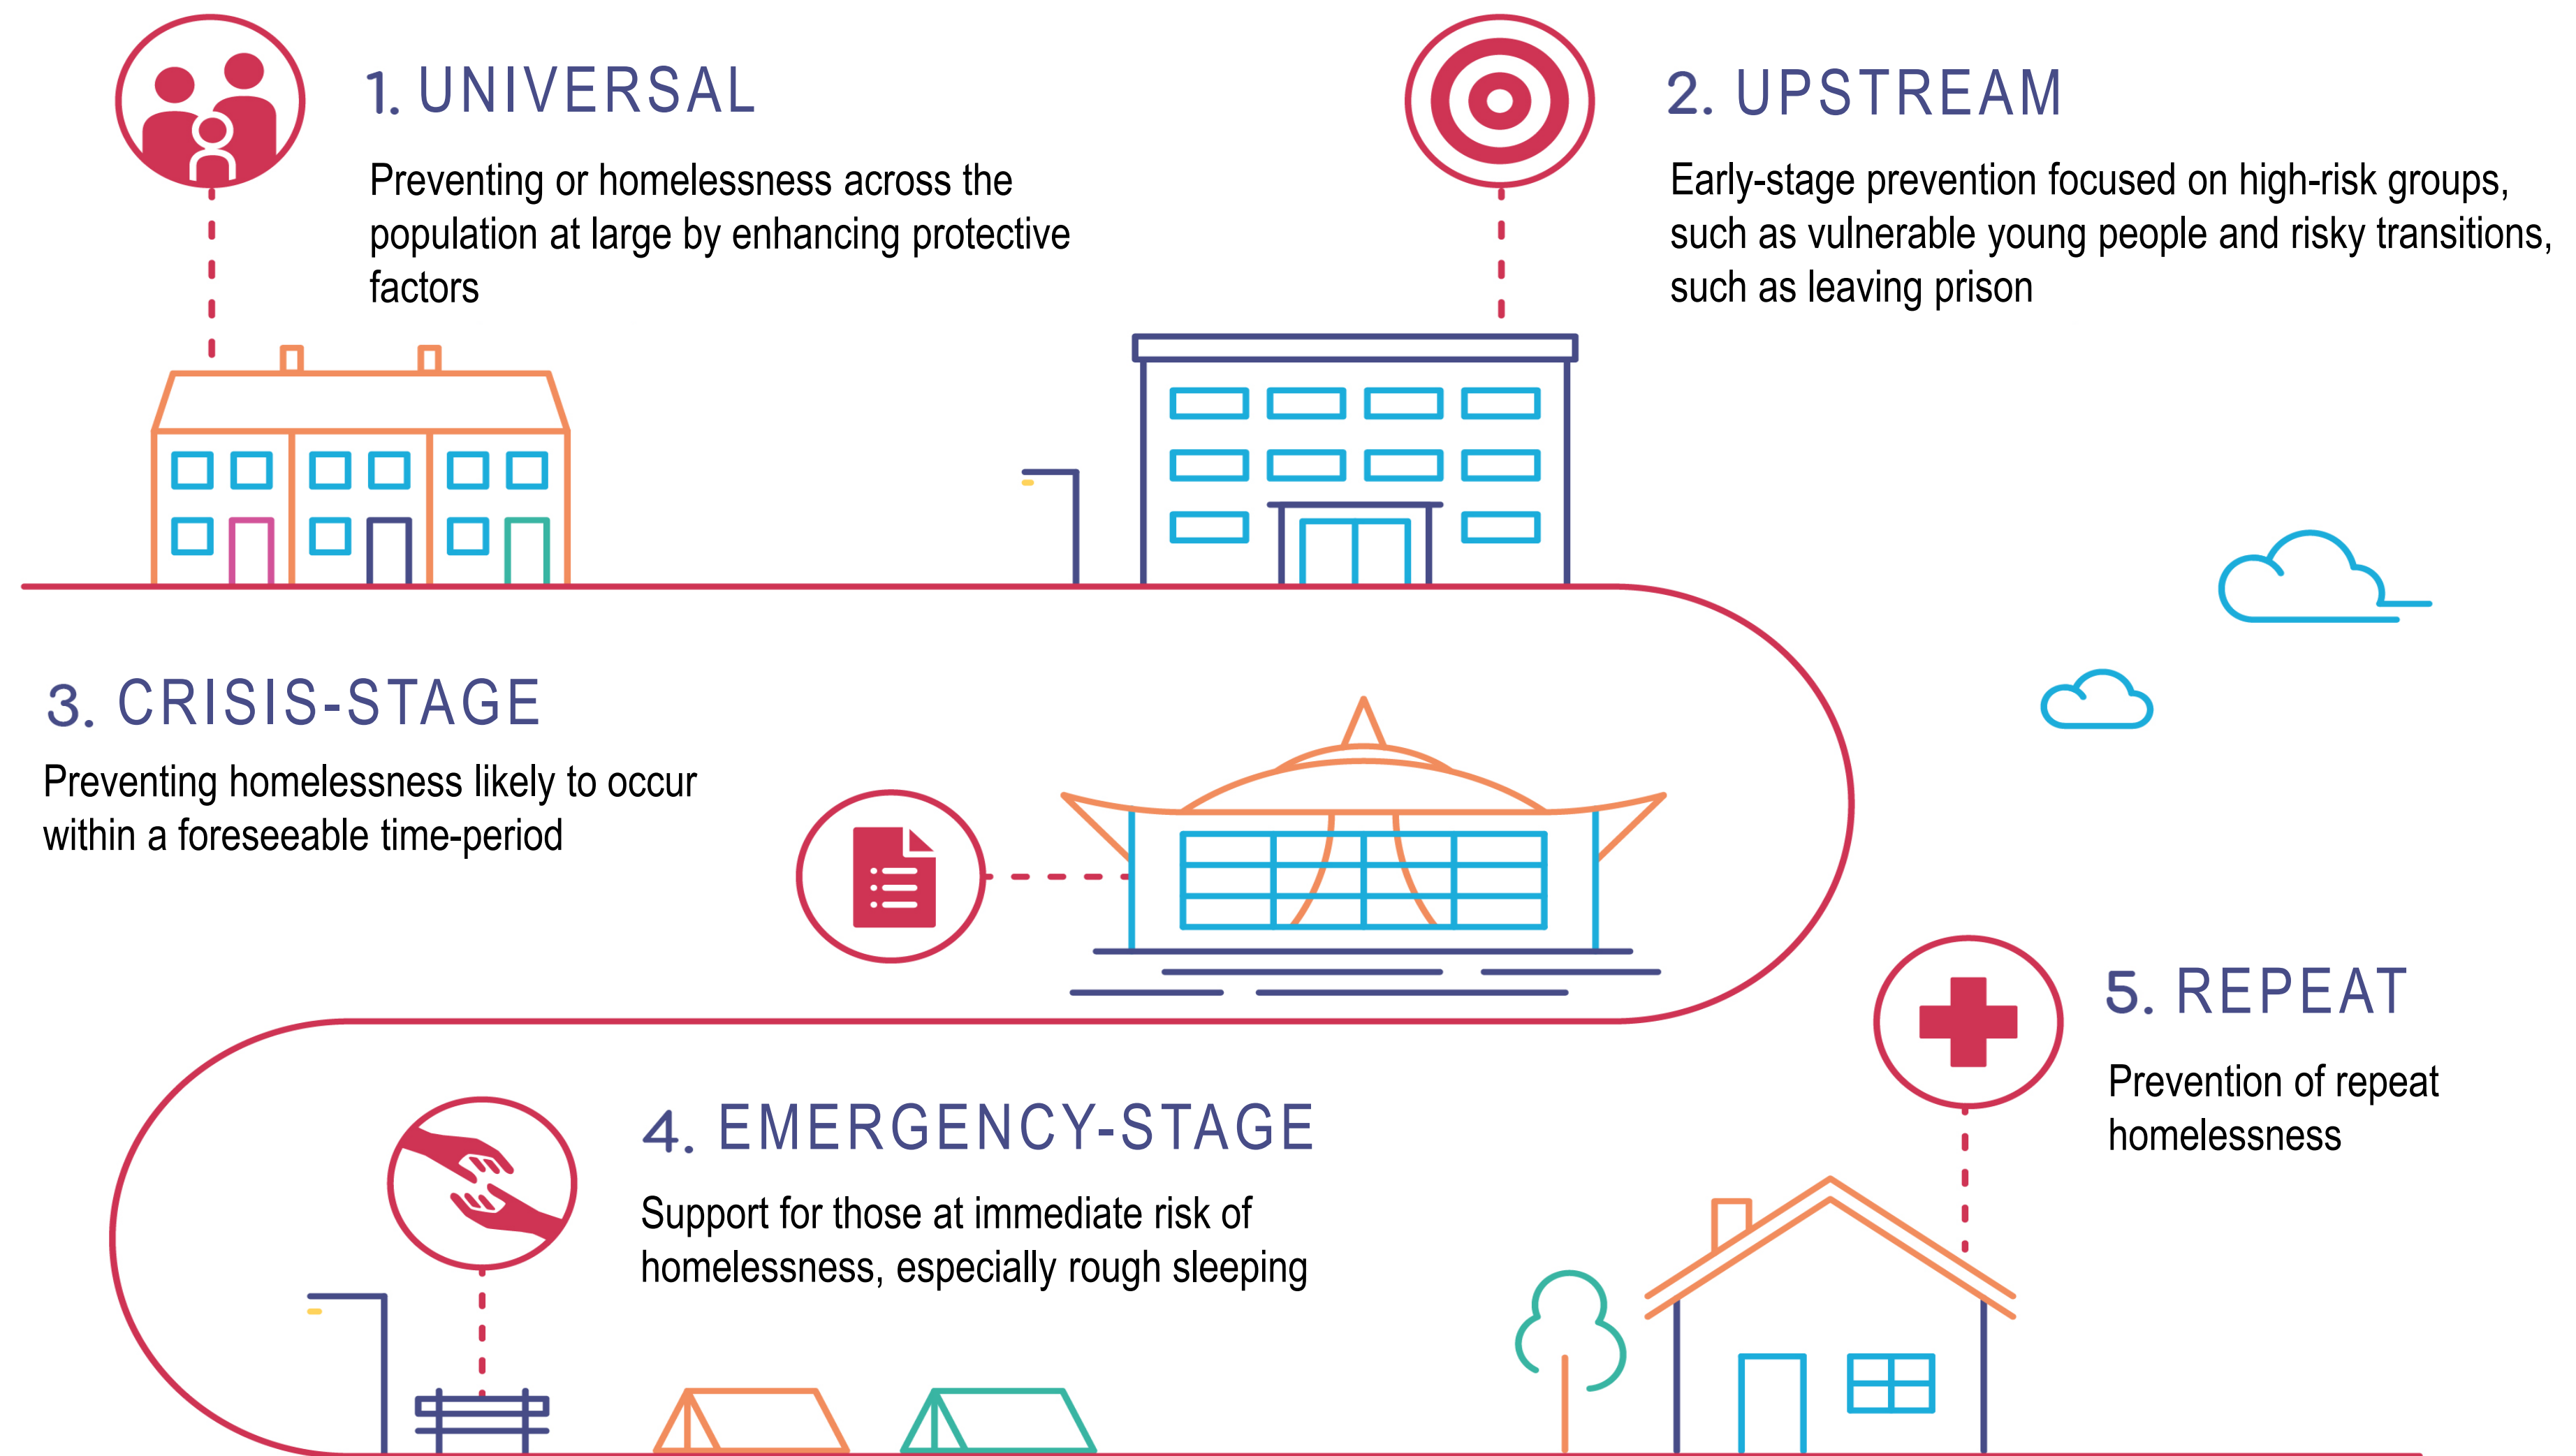 1. UNIVERSAL
Preventing or homelessness across the
population at large by enhancing protective
factors
2. UPSTREAM
Early-stage prevention focused on high-risk groups,
such as vulnerable young people and risky transitions,
such as leaving prison
3. CRISIS-STAGE
Preventing homelessness likely to occur
within a foreseeable time-period
4. EMERGENCY-STAGE
Support for those at immediate risk of
homelessness, especially rough sleeping
5. REPEAT
Prevention of repeat
homelessness